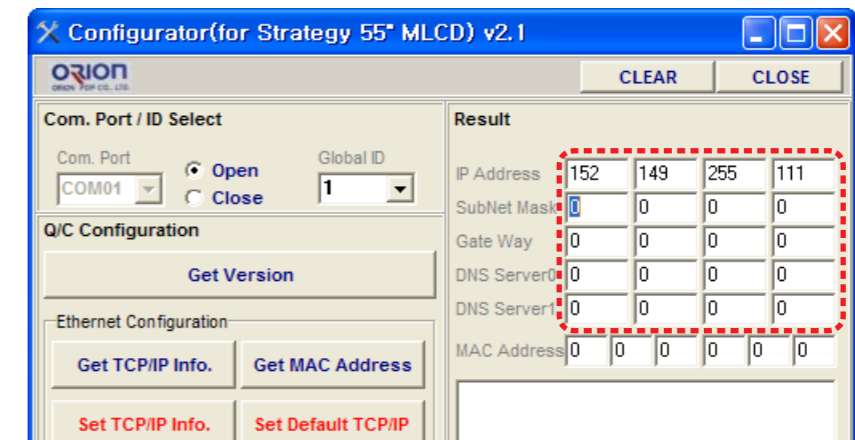 Configurator(for Strategy 55" MLCD) v2.1
ORION
ORION PDP CO., LTD.
CLEAR CLOSE
Com. Port / ID Select
Com. Port Global ID
COM01 Open 1
Close
Q/C Configuration
Get Version
Ethernet Configuration
Get TCP/IP Info. Get MAC Address
Set TCP/IP Info. Set Default TCP/IP
Result
IP Address 152 149 255 111
SubNet Mask 0 0 0 0
Gate Way 0 0 0 0
DNS Server0 0 0 0 0
DNS Server1 0 0 0 0
MAC Address 0 0 0 0 0 0